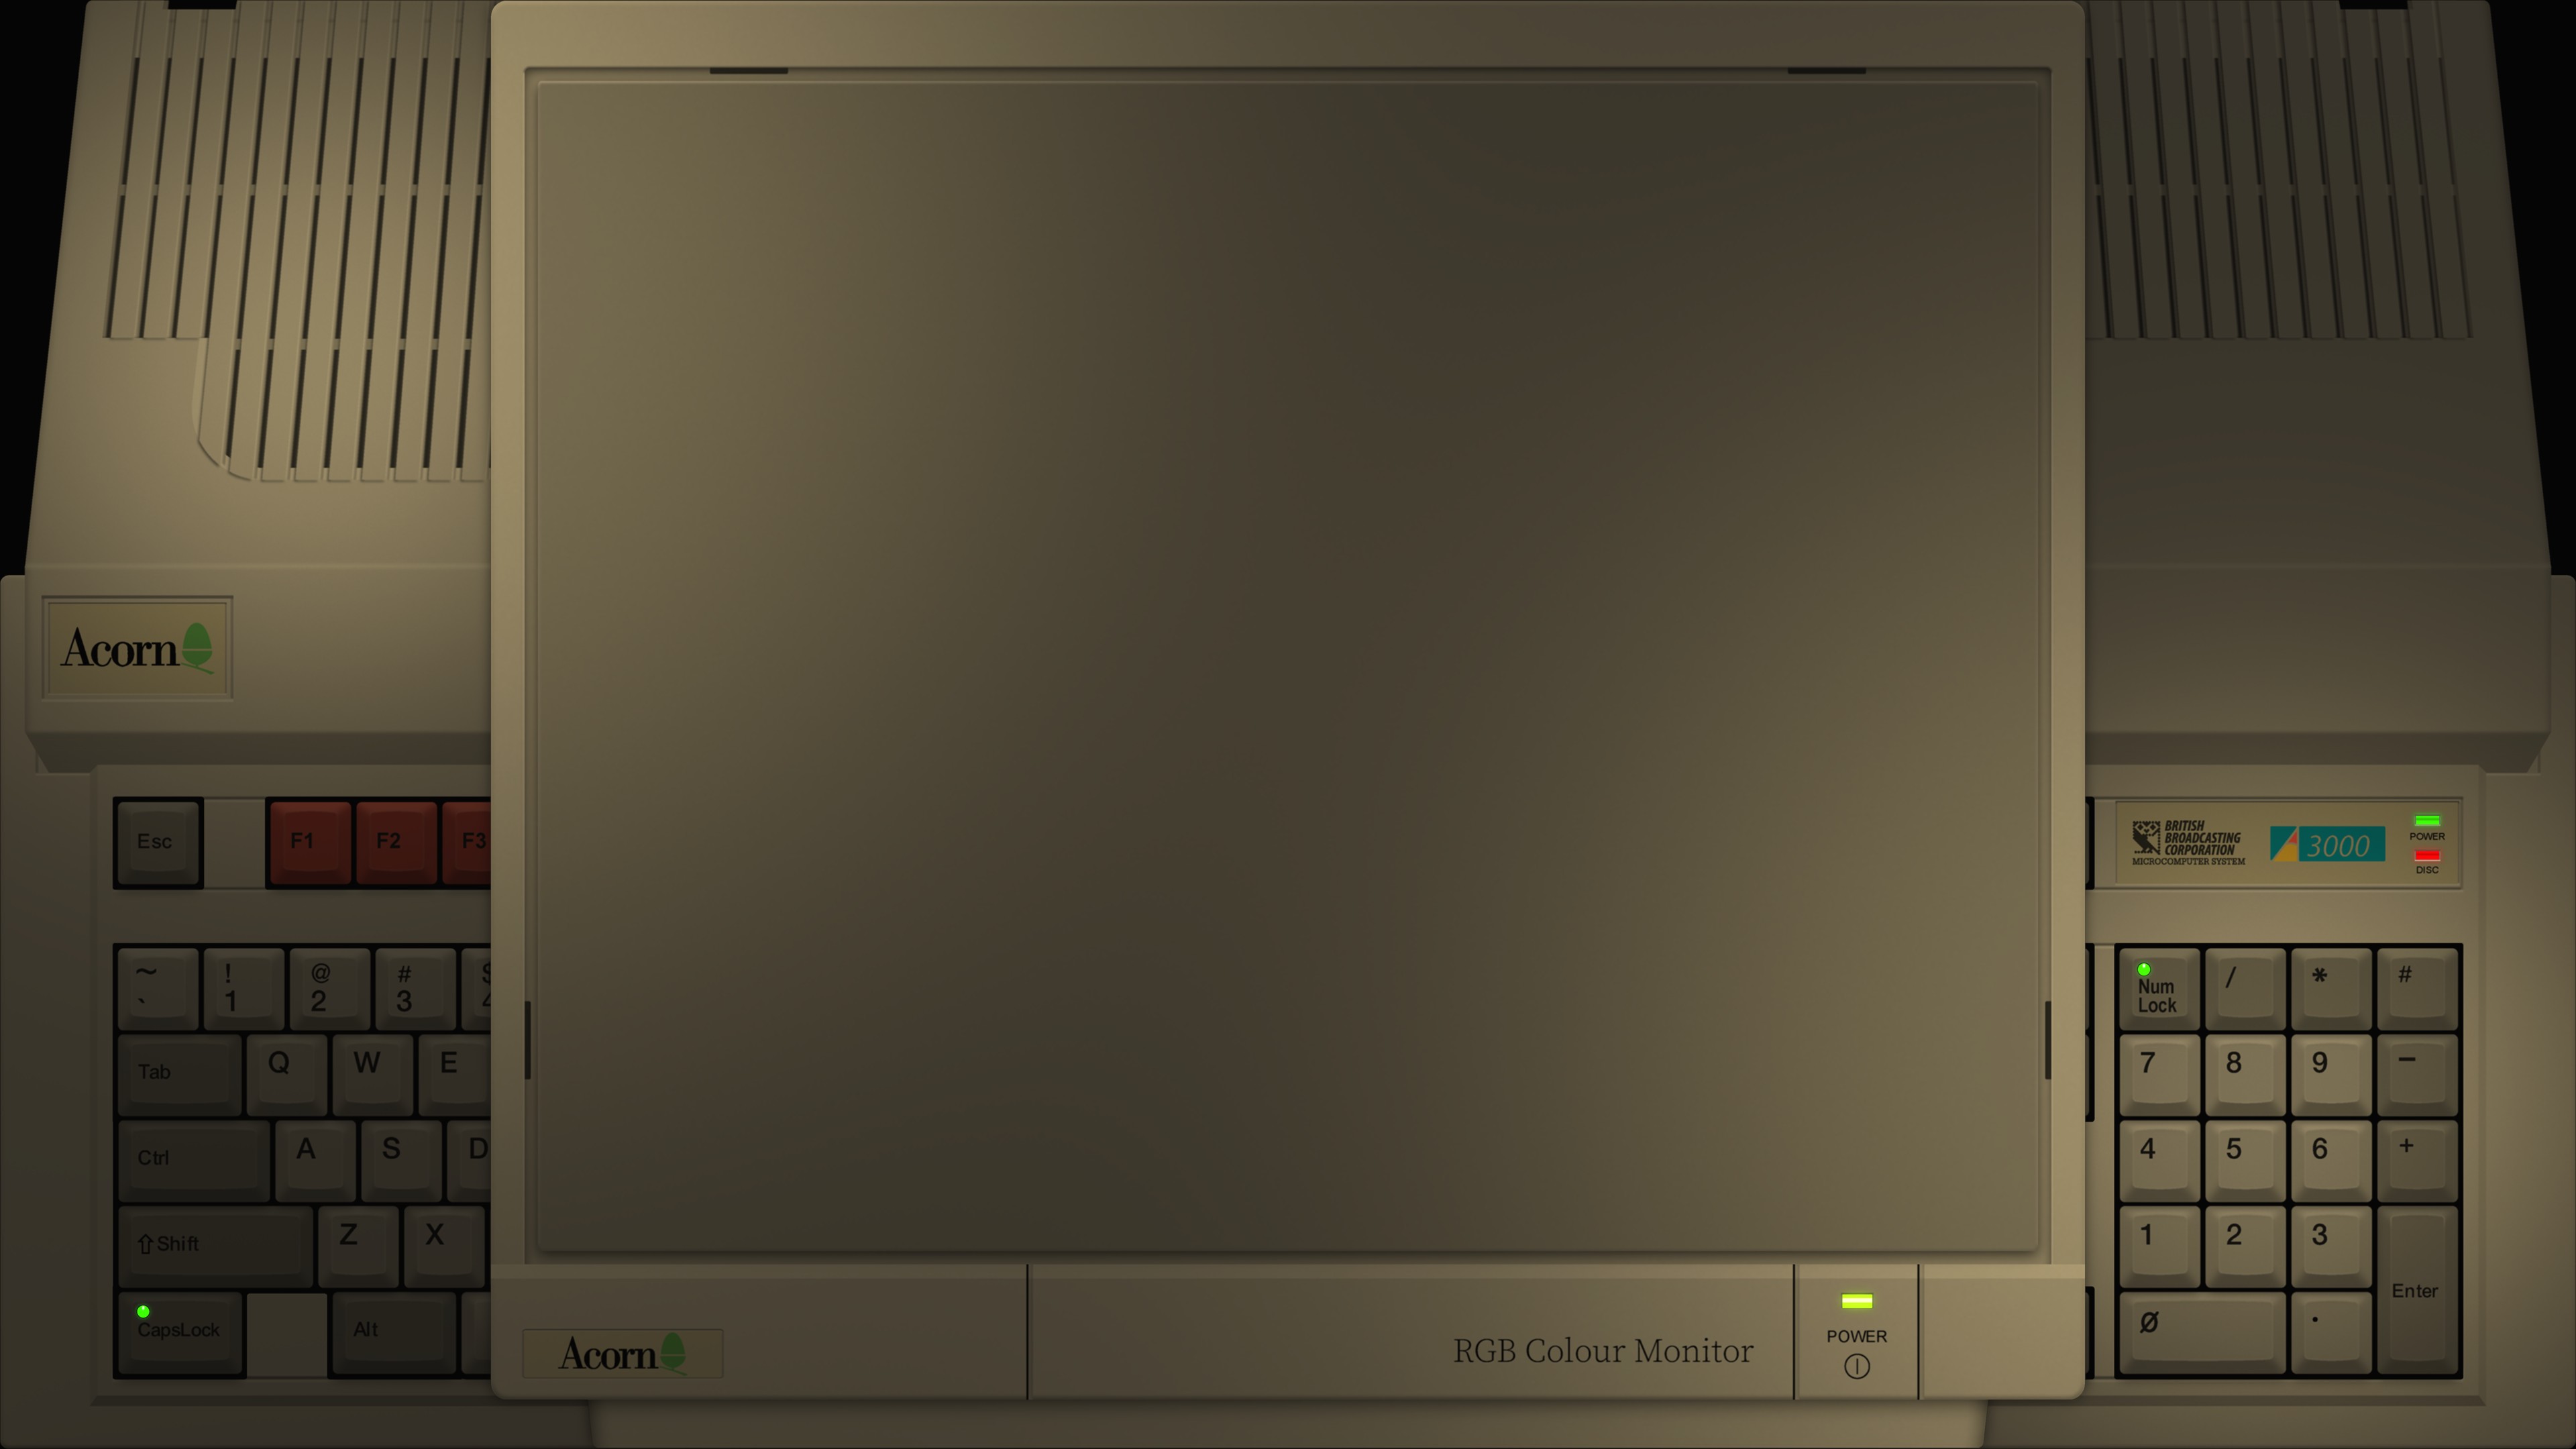 Acorn
Esc F1 F2 F3
BRITISH
BROADCASTING
CORPORATION
MICROCOMPUTER SYSTEM
3000
POWER
DISC
~ ! @ # $
` 1 2 3 4
Tab Q W E
Ctrl A S D
⇧Shift Z X
CapsLock Alt
Num
Lock / * #
7 8 9 −
4 5 6 +
1 2 3
Enter
Ø .
Acorn
RGB Colour Monitor
POWER